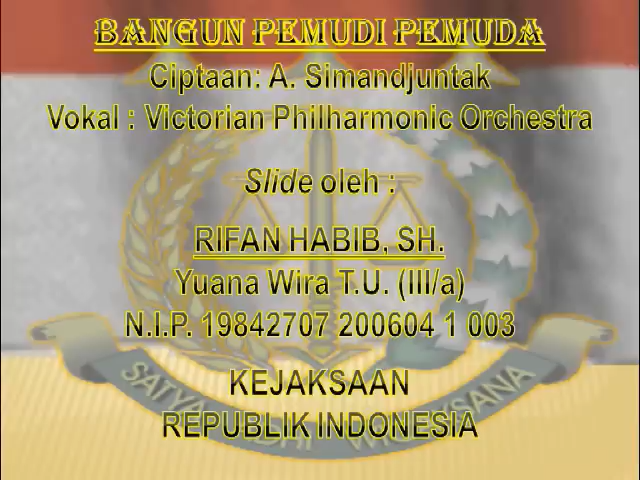 BANGUN PEMUDI PEMUDA
Ciptaan: A. Simandjuntak
Vokal : Victorian Philharmonic Orchestra
Slide oleh :
RIFAN HABIB, SH.
Yuana Wira T.U. (III/a)
N.I.P. 19842707 200604 1 003
KEJAKSAAN
REPUBLIK INDONESIA